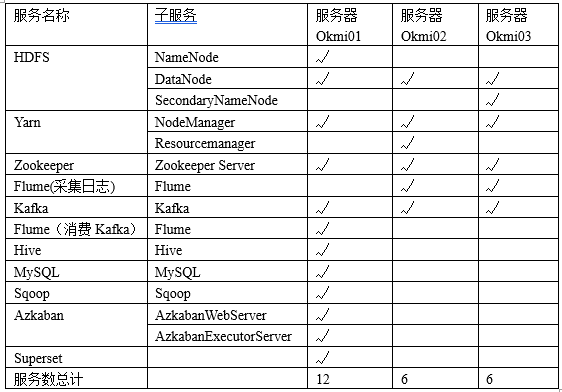 服务名称 子服务 服务器 Okmi01 服务器 Okmi02 服务器 Okmi03
HDFS NameNode √
DataNode √ √ √
SecondaryNameNode √
Yarn NodeManager √ √ √
Resourcemanager √
Zookeeper Zookeeper Server √ √ √
Flume(采集日志) Flume √ √
Kafka Kafka √ √ √
Flume（消费 Kafka） Flume √
Hive Hive √
MySQL MySQL √
Sqoop Sqoop √
Azkaban AzkabanWebServer √
AzkabanExecutorServer √
Superset √
服务数总计 12 6 6